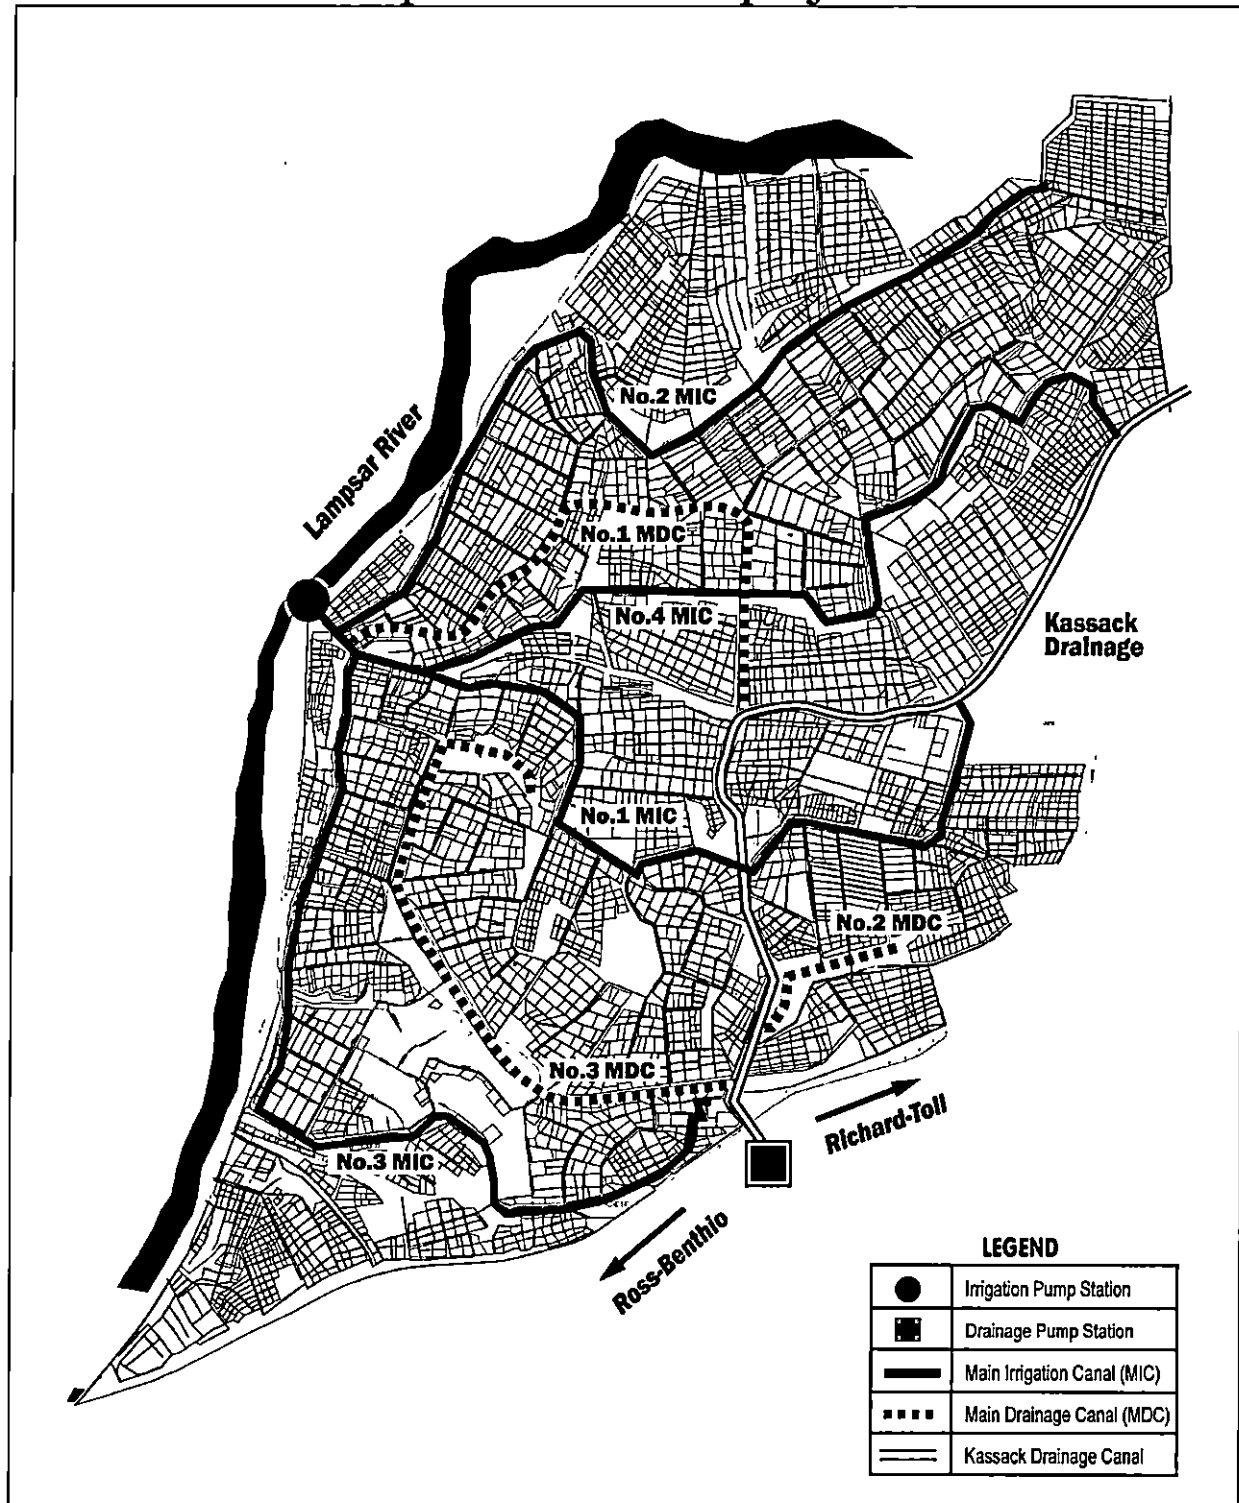 No.2 MIC
Lampsar River
No.1 MDC
No.4 MIC
Kassack
Drainage
No.1 MIC
No.2 MDC
No.3 MDC
Richard-Toll
No.3 MIC
Ross-Benthio
LEGEND
Irrigation Pump Station
Drainage Pump Station
Main Irrigation Canal (MIC)
Main Drainage Canal (MDC)
Kassack Drainage Canal